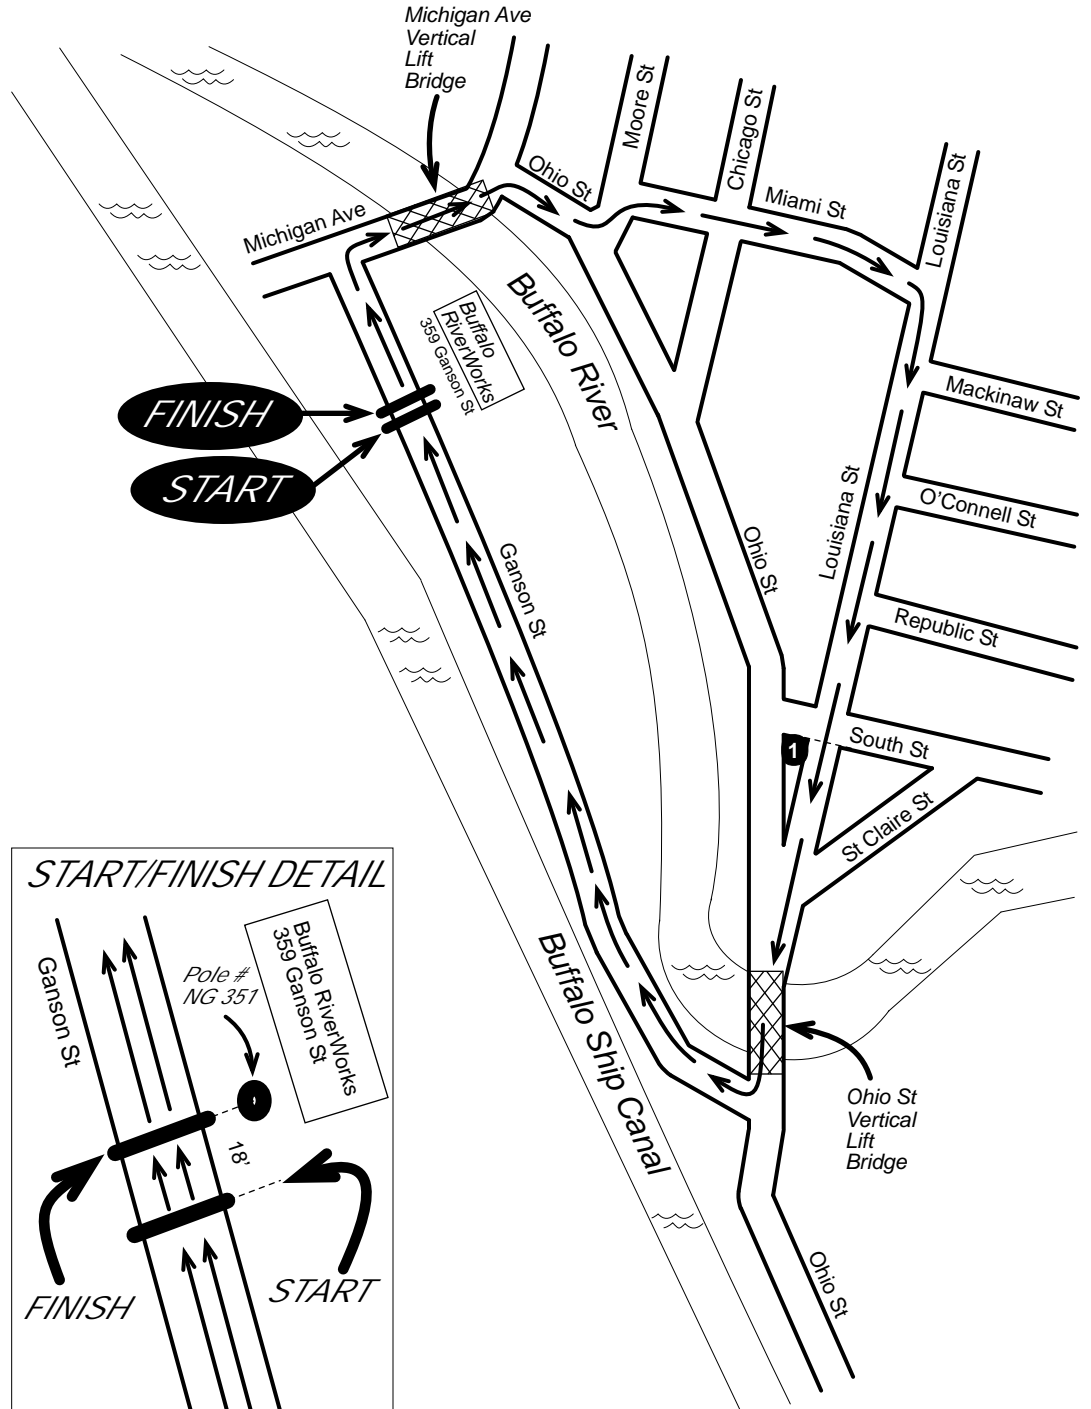 Michigan Ave
Vertical
Lift
Bridge
Moore St
Chicago St
Louisiana St
Ohio St
Miami St
Michigan Ave
Buffalo River
Buffalo
RiverWorks
359 Ganson St
FINISH
START
Mackinaw St
O'Connell St
Louisiana St
Ohio St
Ganson St
Republic St
South St
1
St Claire St
Buffalo Ship Canal
Ohio St
Vertical
Lift
Bridge
Ohio St
START/FINISH DETAIL
Ganson St
Pole #
NG 351
Buffalo RiverWorks
359 Ganson St
18'
FINISH
START